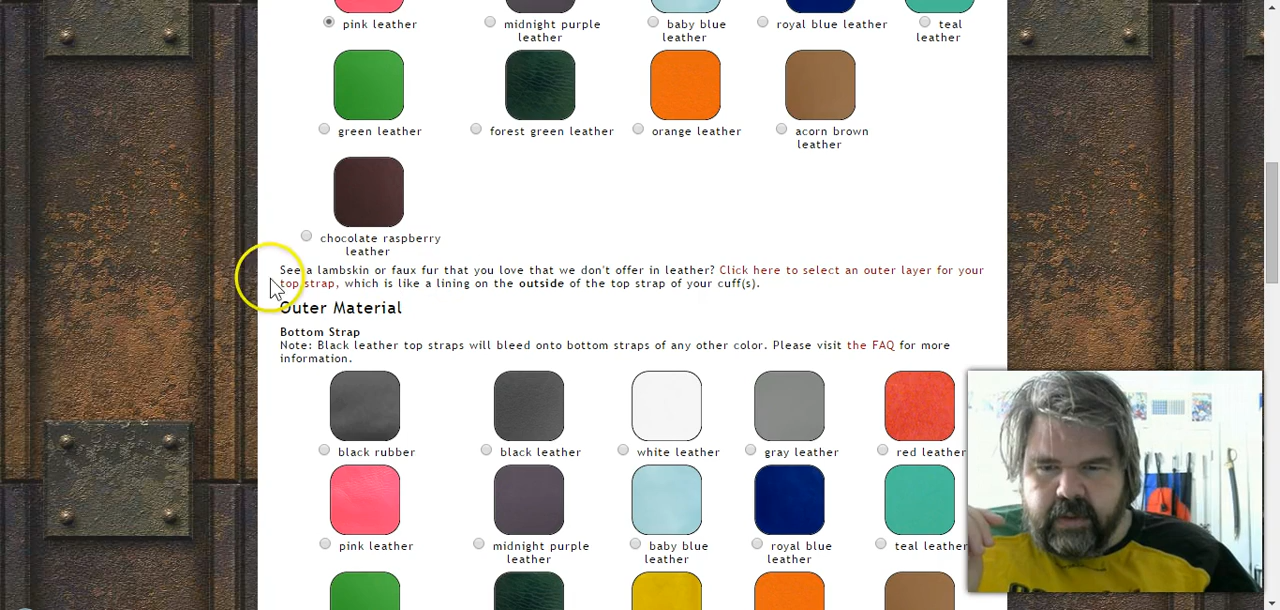 pink leather
midnight purple
leather
baby blue
leather
royal blue leather
teal
leather
green leather
forest green leather
orange leather
acorn brown
leather
chocolate raspberry
leather
See a lambskin or faux fur that you love that we don't offer in leather? Click here to select an outer layer for your
top strap, which is like a lining on the outside of the top strap of your cuff(s).
Outer Material
Bottom Strap
Note: Black leather top straps will bleed onto bottom straps of any other color. Please visit the FAQ for more
information.
black rubber
black leather
white leather
gray leather
red leather
pink leather
midnight purple
leather
baby blue
leather
royal blue
leather
teal leather